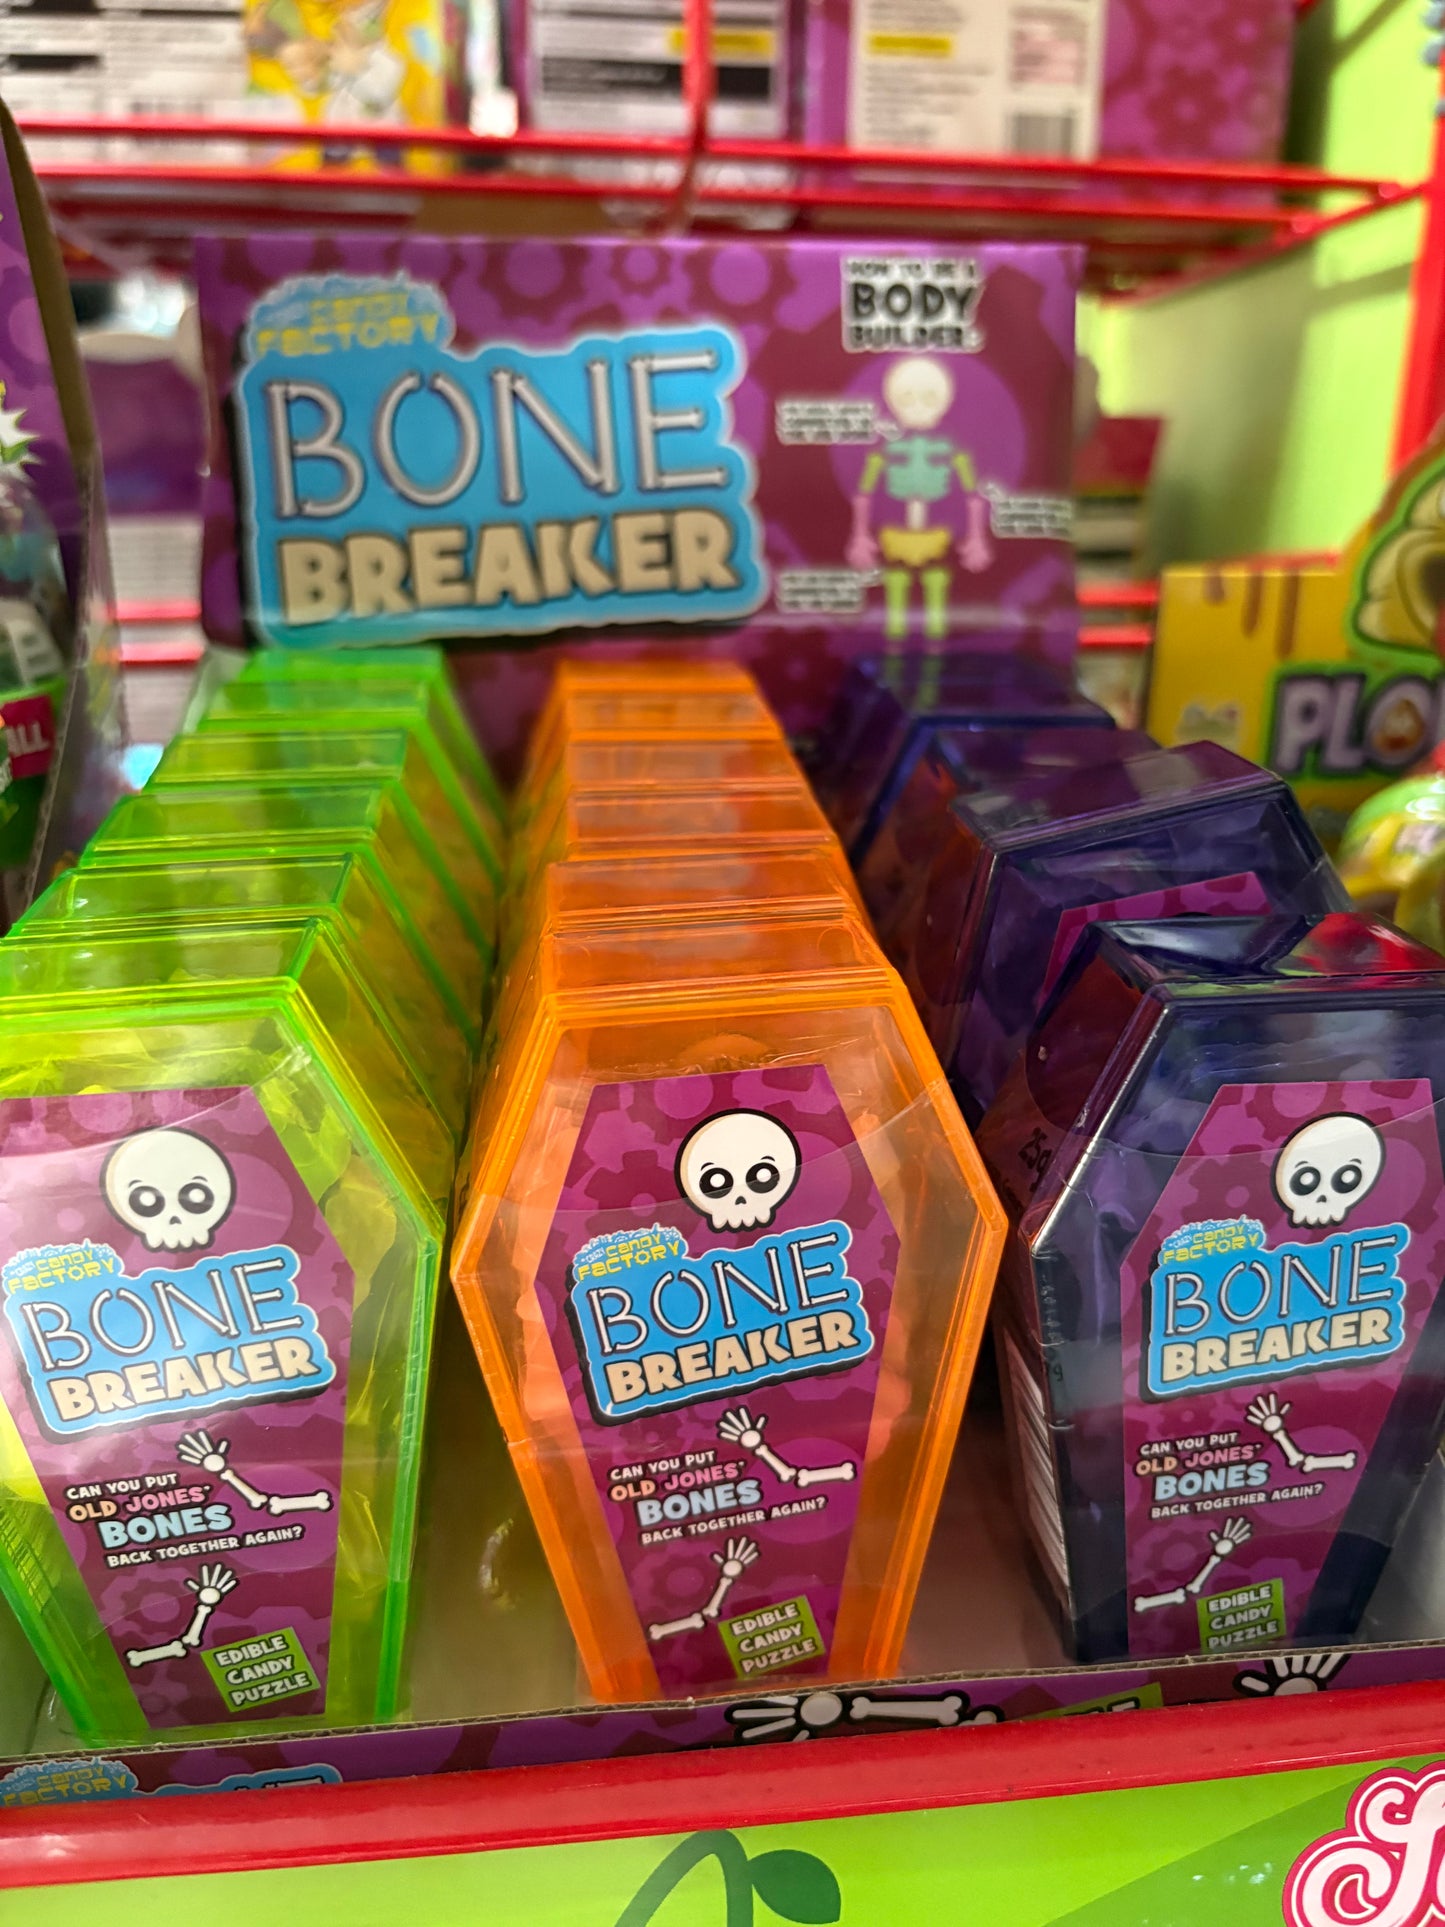 CANDY
FACTORY
BONE
BREAKER
HOW TO BE A
BODY
BUILDER
PLO
ALL
CANDY
FACTORY
BONE
BREAKER
CAN YOU PUT
OLD JONES'
BONES
BACK TOGETHER AGAIN?
EDIBLE
CANDY
PUZZLE
CANDY
FACTORY
BONE
BREAKER
CAN YOU PUT
OLD JONES'
BONES
BACK TOGETHER AGAIN?
EDIBLE
CANDY
PUZZLE
25g
CANDY
FACTORY
BONE
BREAKER
CAN YOU PUT
OLD JONES'
BONES
BACK TOGETHER AGAIN?
EDIBLE
CANDY
PUZZLE
CANDY
FACTORY